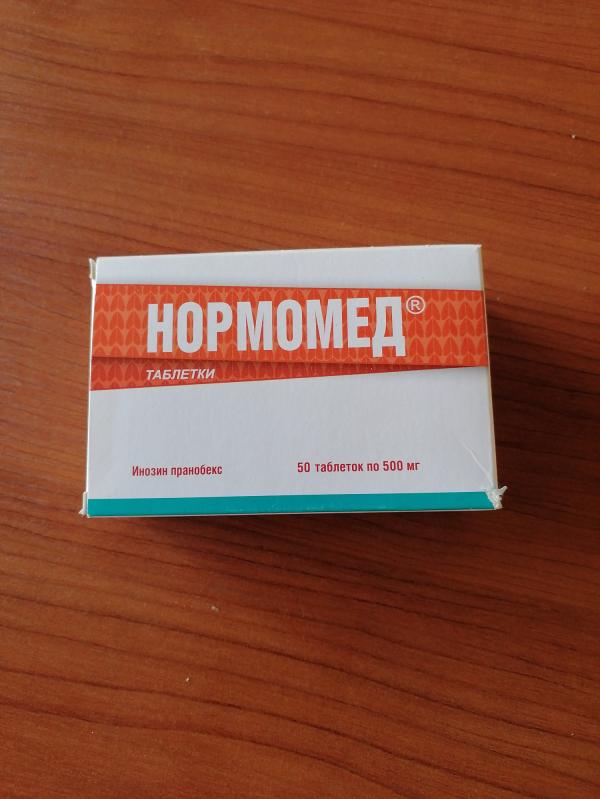 НОРМОМЕД®
ТАБЛЕТКИ
Инозин пранобекс
50 таблеток по 500 мг